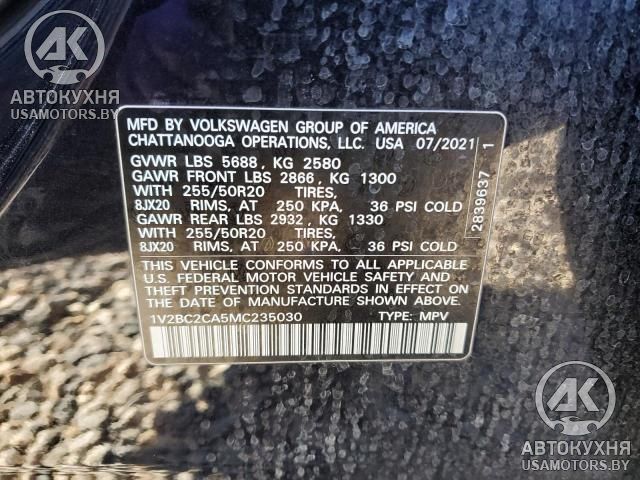 AK
АВТОКУХНЯ
USAMOTORS.BY
MFD BY VOLKSWAGEN GROUP OF AMERICA
CHATTANOOGA OPERATIONS, LLC. USA 07/2021
GVWR LBS 5688, KG 2580
GAWR FRONT LBS 2866, KG 1300
WITH 255/50R20 TIRES,
8JX20 RIMS, AT 250 KPA, 36 PSI COLD
GAWR REAR LBS 2932, KG 1330
WITH 255/50R20 TIRES,
8JX20 RIMS, AT 250 KPA, 36 PSI COLD
THIS VEHICLE CONFORMS TO ALL APPLICABLE
U.S. FEDERAL MOTOR VEHICLE SAFETY AND
THEFT PREVENTION STANDARDS IN EFFECT ON
THE DATE OF MANUFACTURE SHOWN ABOVE.
1V2BC2CA5MC235030 TYPE: MPV
2839637 1
AK
АВТОКУХНЯ
USAMOTORS.BY